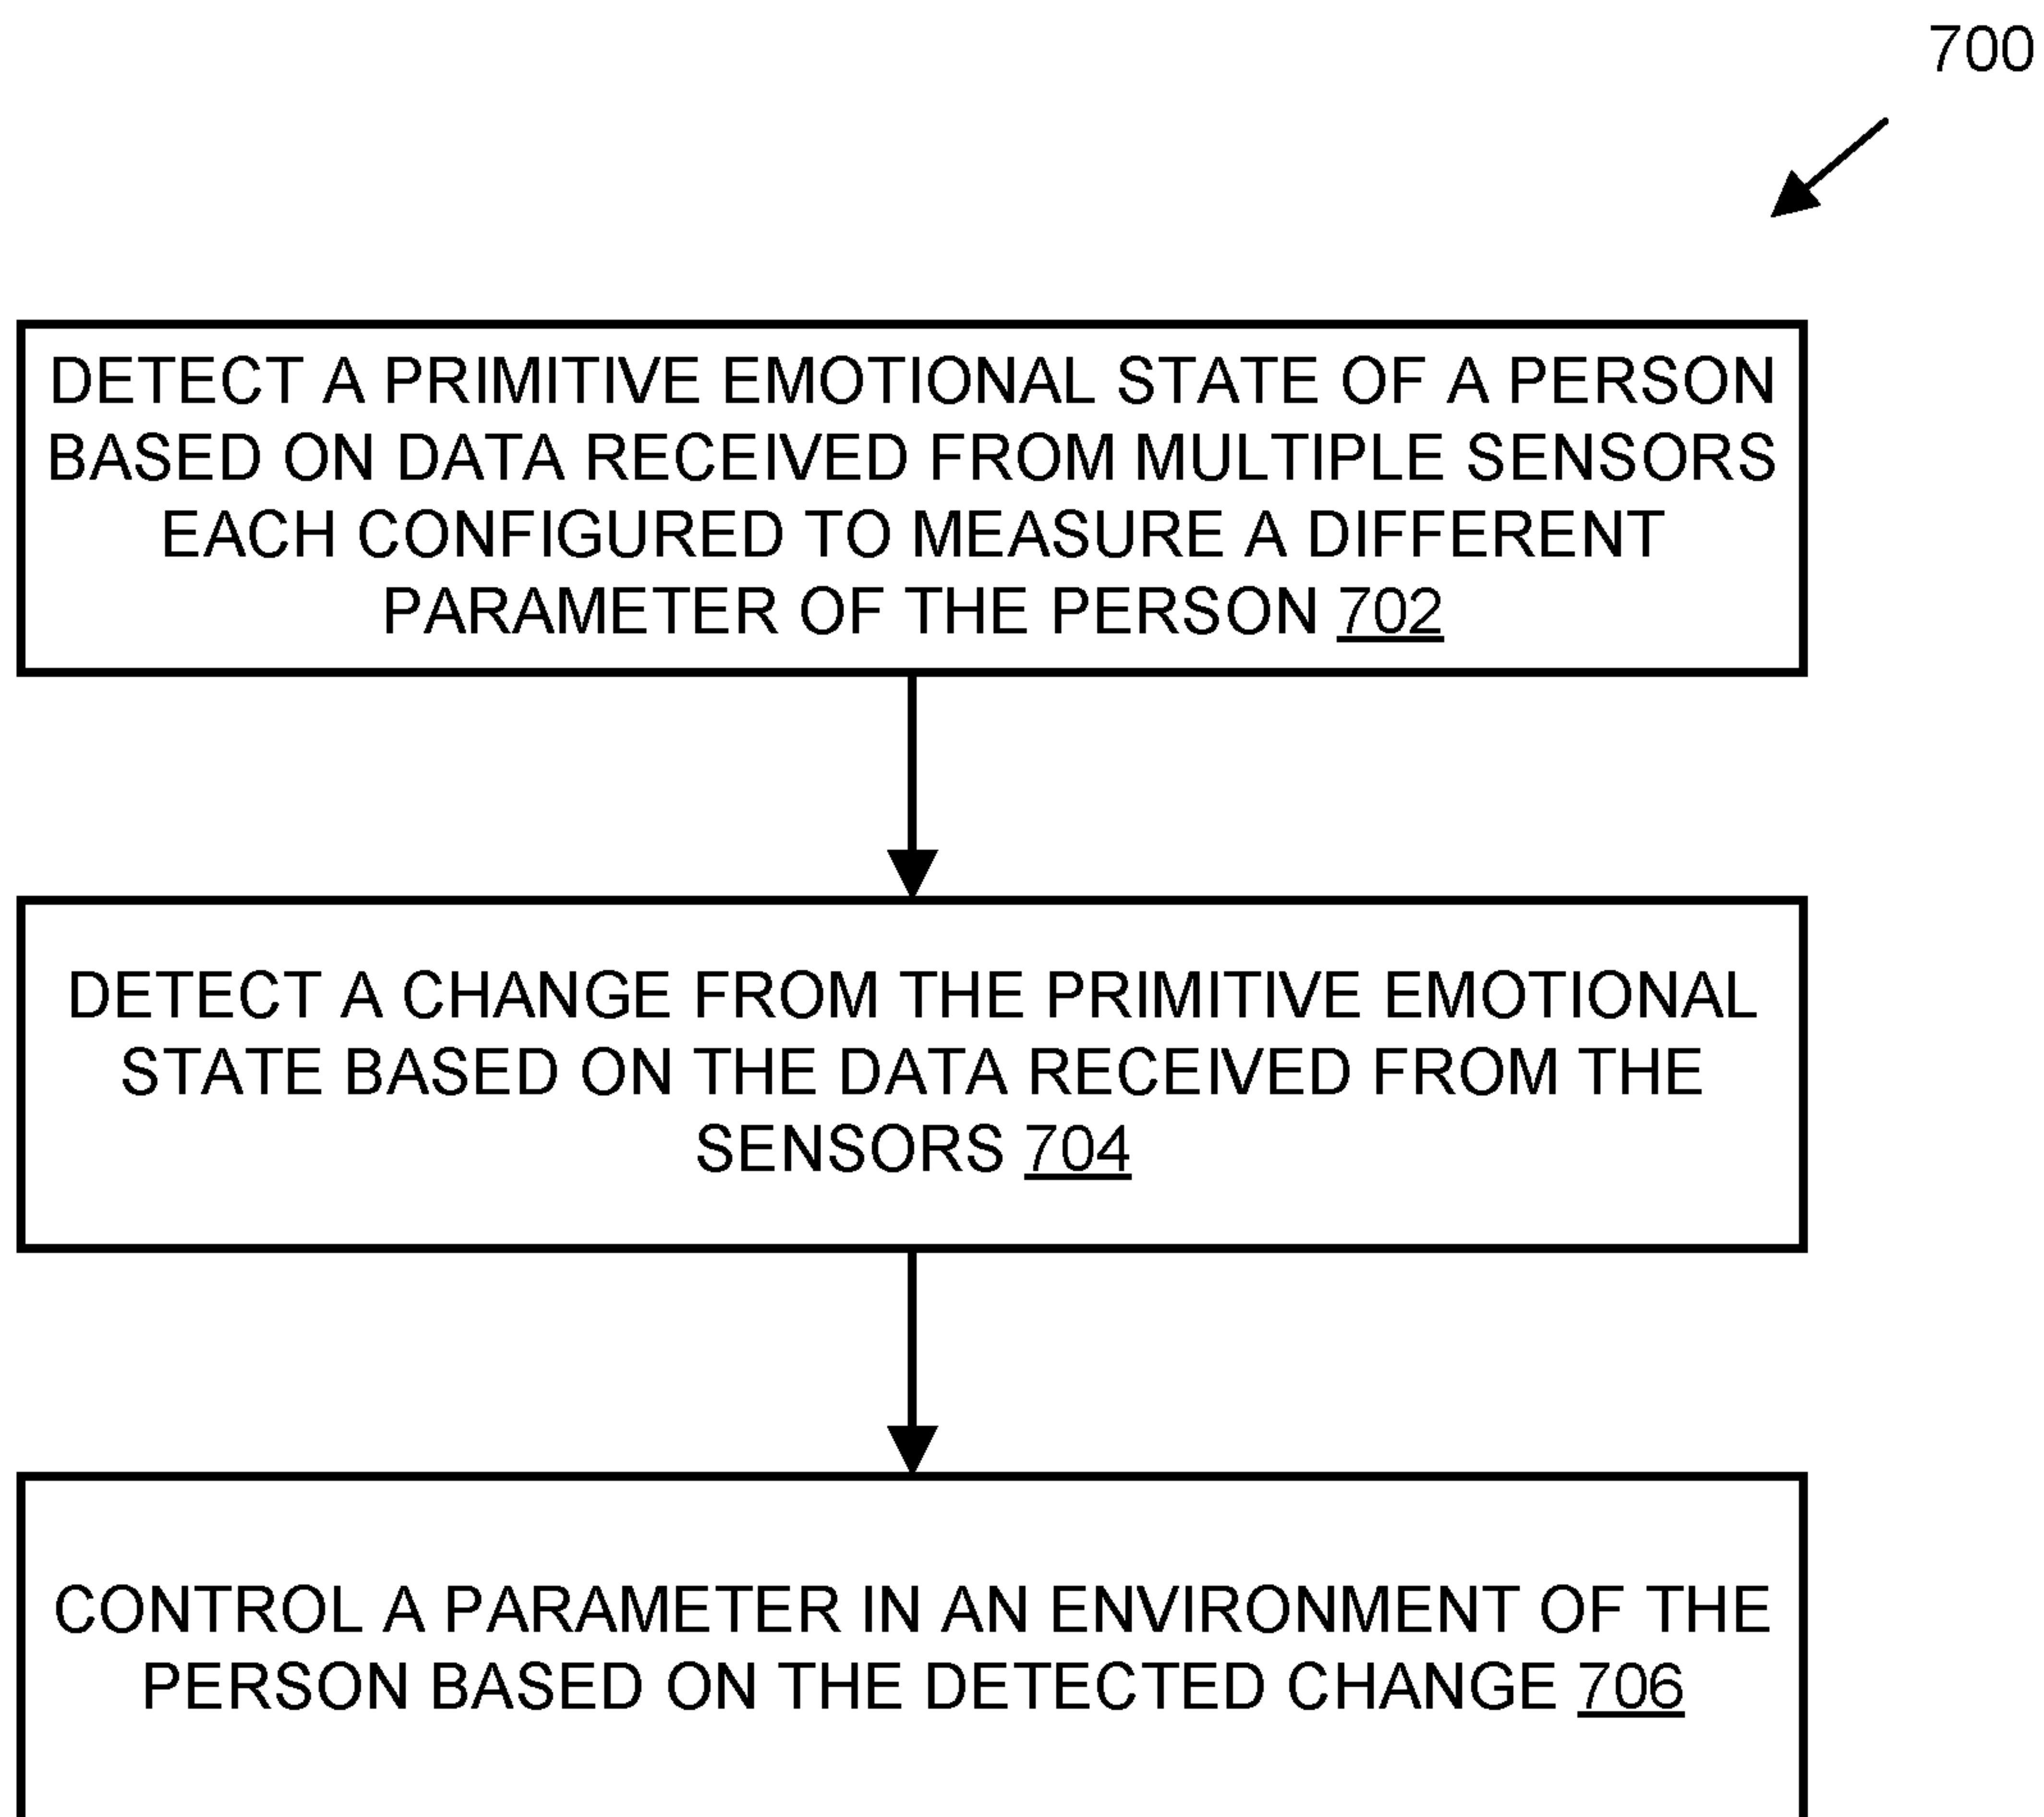 700
DETECT A PRIMITIVE EMOTIONAL STATE OF A PERSON
BASED ON DATA RECEIVED FROM MULTIPLE SENSORS
EACH CONFIGURED TO MEASURE A DIFFERENT
PARAMETER OF THE PERSON 702
DETECT A CHANGE FROM THE PRIMITIVE EMOTIONAL
STATE BASED ON THE DATA RECEIVED FROM THE
SENSORS 704
CONTROL A PARAMETER IN AN ENVIRONMENT OF THE
PERSON BASED ON THE DETECTED CHANGE 706